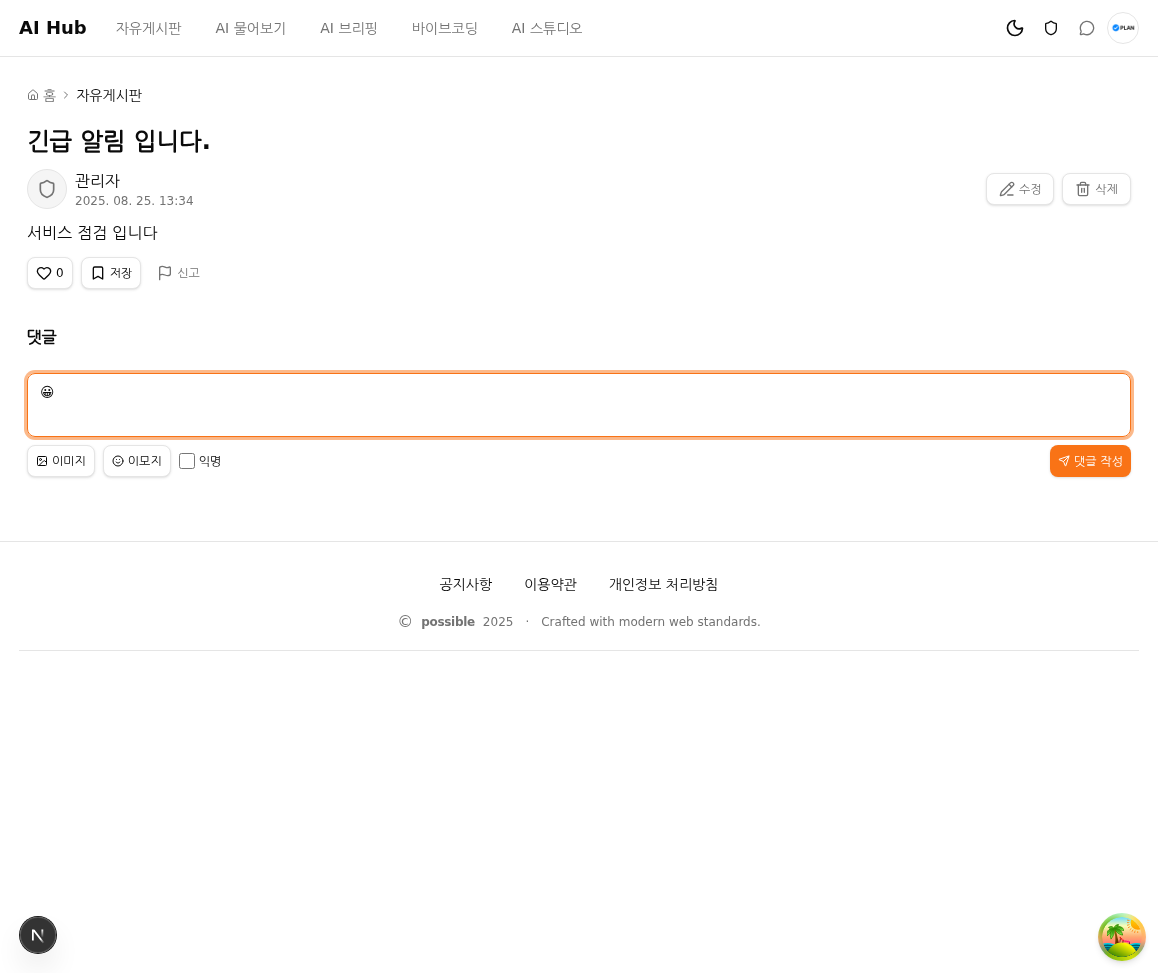 AI Hub 자유게시판 AI 물어보기 AI 브리핑 바이브코딩 AI 스튜디오 PLAN
홈 > 자유게시판
긴급 알림 입니다.
관리자
2025. 08. 25. 13:34
수정 삭제
서비스 점검 입니다
0 저장 신고
댓글
😀
이미지 이모지 익명 댓글 작성
공지사항 이용약관 개인정보 처리방침
© possible 2025 · Crafted with modern web standards.
N